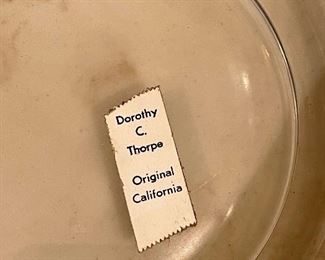 Dorothy
C.
Thorpe
Original
California